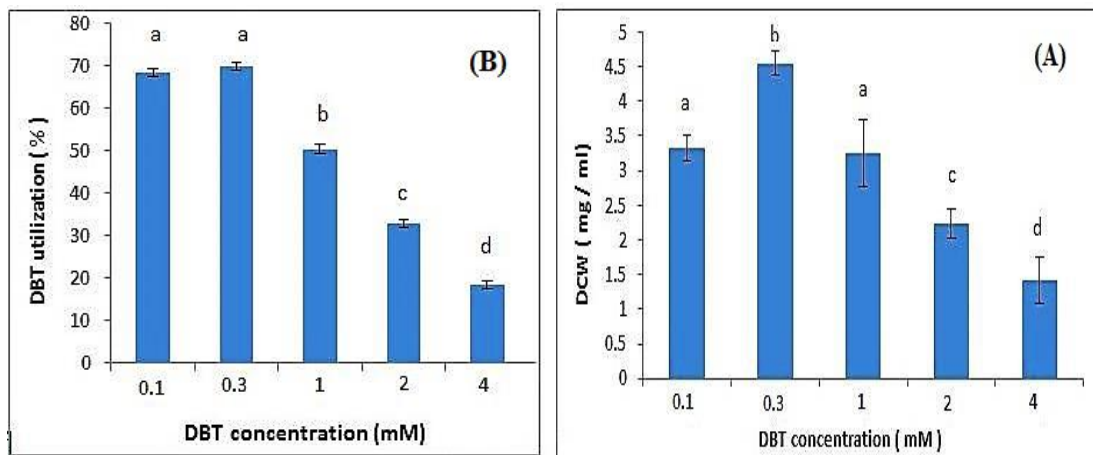 80
70
60
50
40
30
20
10
0
DBT utilization ( % )
a
a
b
c
d
(B)
0.1
0.3
1
2
4
DBT concentration (mM)
5
4.5
4
3.5
3
2.5
2
1.5
1
0.5
0
DCW ( mg / ml)
a
b
a
c
d
(A)
0.1
0.3
1
2
4
DBT concentration ( mM )